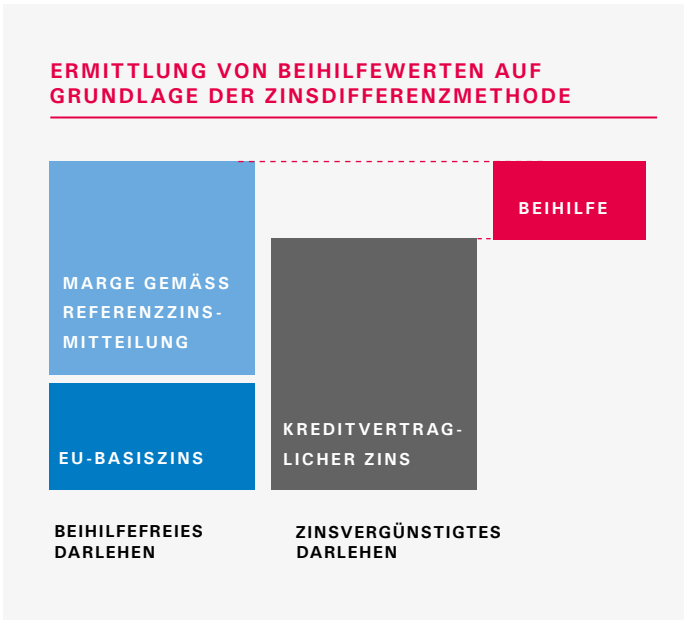 ERMITTLUNG VON BEIHILFEWERTEN AUF
GRUNDLAGE DER ZINSDIFFERENZMETHODE
BEIHILFE
MARGE GEMÄSS
REFERENZZINS-
MITTEILUNG
EU-BASISZINS
KREDITVERTRAG-
LICHER ZINS
BEIHILFEFREIES
DARLEHEN
ZINSVERGÜNSTIGTES
DARLEHEN